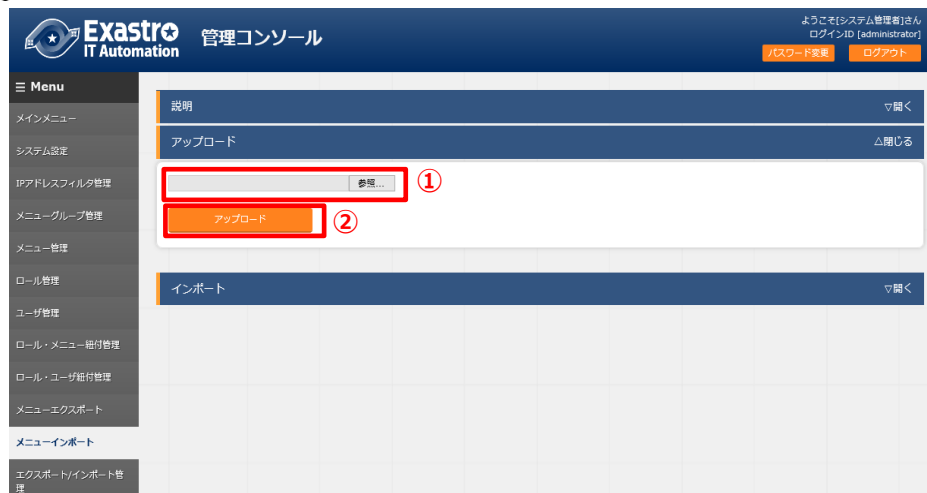 Exastro
IT Automation
管理コンソール
ようこそ[システム管理者]さん
ログインID [administrator]
パスワード変更
ログアウト
☰ Menu
メインメニュー
システム設定
IPアドレスフィルタ管理
メニューグループ管理
メニュー管理
ロール管理
ユーザ管理
ロール・メニュー紐付管理
ロール・ユーザ紐付管理
メニューエクスポート
メニューインポート
エクスポート/インポート管
理
説明
▽開く
アップロード
△閉じる
参照...
①
アップロード
②
インポート
▽開く